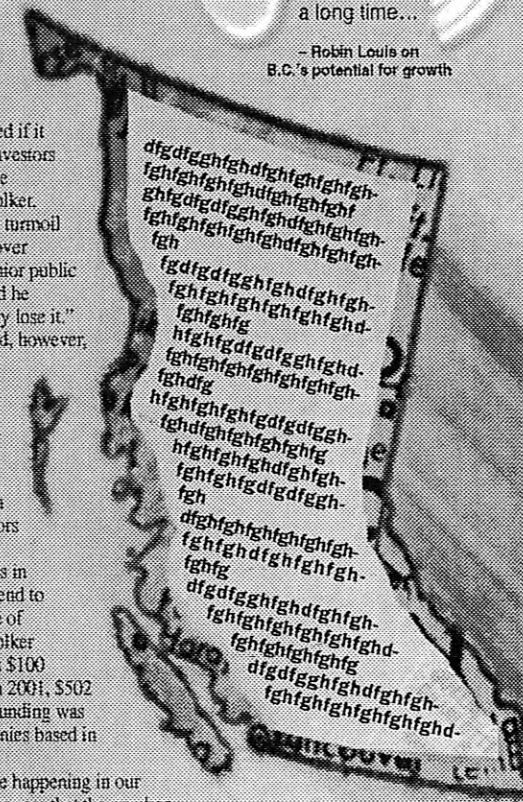 a long time...
– Robin Louis on
B.C.'s potential for growth
ed if it
vestors
e
lker.
turmoil
over
nior public
d he
y lose it."
d, however,
n
ors
s in
end to
e of
olker
$100
2001, $502
unding was
nies based in
e happening in our
dfgdfgghfghdfghfghfghfgh-
fghfghfghfghdfghfghfghf
ghfgdfgdfgghfghdfghfghfgh-
fghfghfghfghfghdfghfghfgh-
fgh
fgdfgdfgghfghdfghfgh-
fghfghfghfghfghfghd-
fghfghfg
hfghfgdfgdfgghfghd-
fghfghfghfghfghfghfgh-
fghdfg
hfghfghfghfgdfgdfggh-
fghdfghfghfghfghfg
hfghfghfghdfghfgh-
fghfghfgdfgdfggh-
fgh
dfghfghfghfghfghfgh-
fghfghdfghfghfgh-
fghfg
dfgdfgghfghdfghfgh-
fghfghfghfghfghfghd-
fghfghfghfghfg
dfgdfgghfghdfghfgh-
fghfghfghfghfghfghd-